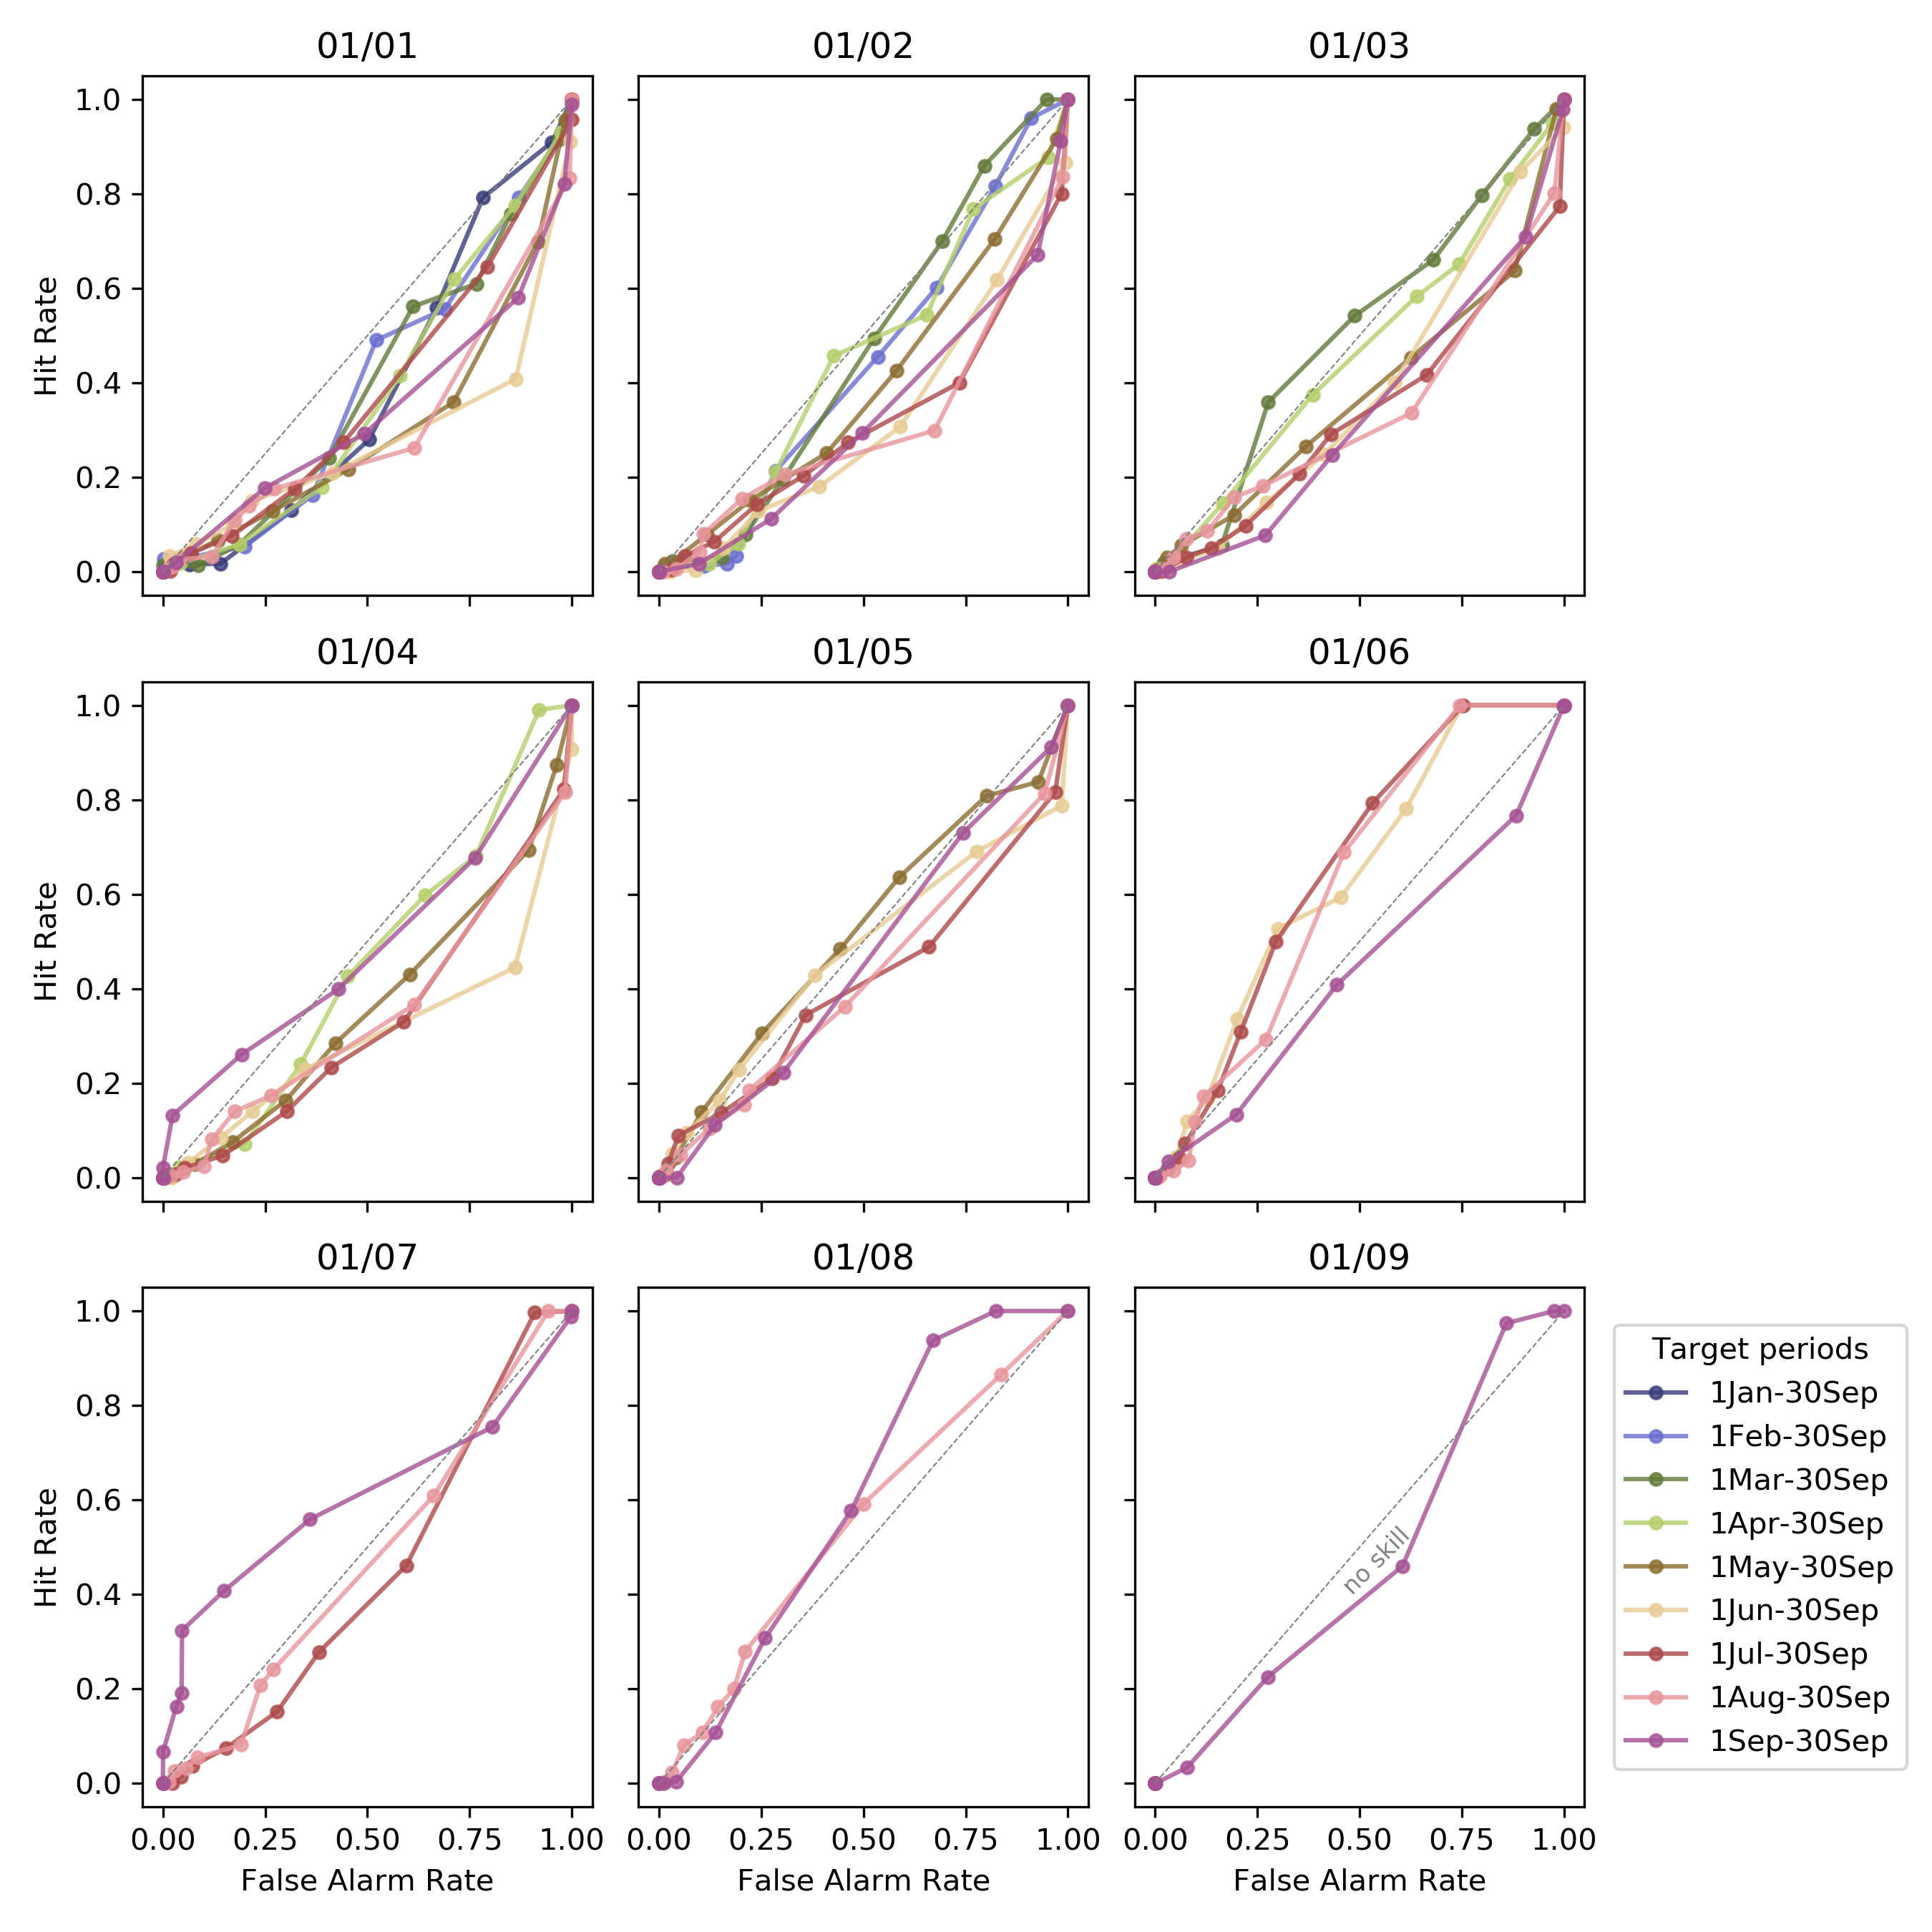 01/01
01/02
01/03
1.0
0.8
0.6
0.4
0.2
0.0
Hit Rate
01/04
01/05
01/06
1.0
0.8
0.6
0.4
0.2
0.0
Hit Rate
01/07
01/08
01/09
1.0
0.8
0.6
0.4
0.2
0.0
Hit Rate
no skill
0.00 0.25 0.50 0.75 1.00
0.00 0.25 0.50 0.75 1.00
0.00 0.25 0.50 0.75 1.00
False Alarm Rate
False Alarm Rate
False Alarm Rate
Target periods
1Jan-30Sep
1Feb-30Sep
1Mar-30Sep
1Apr-30Sep
1May-30Sep
1Jun-30Sep
1Jul-30Sep
1Aug-30Sep
1Sep-30Sep